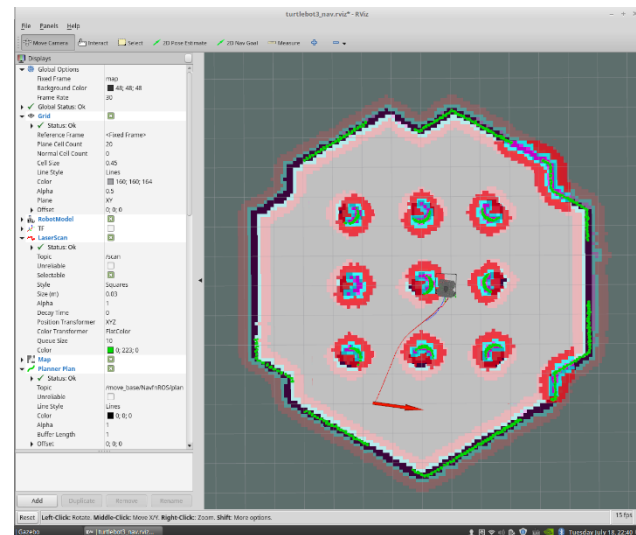 turtlebot3_nav.rviz* - RViz
File Panels Help
Move Camera Interact Select 2D Pose Estimate 2D Nav Goal Measure
Displays
Global Options
Fixed Frame map
Background Color 48; 48; 48
Frame Rate 30
Global Status: Ok
Grid
Status: Ok
Reference Frame <Fixed Frame>
Plane Cell Count 20
Normal Cell Count 0
Cell Size 0.45
Line Style Lines
Color 160; 160; 164
Alpha 0.5
Plane XY
Offset 0; 0; 0
RobotModel
TF
LaserScan
Status: Ok
Topic /scan
Unreliable
Selectable
Style Squares
Size (m) 0.03
Alpha 1
Decay Time 0
Position Transformer XYZ
Color Transformer FlatColor
Queue Size 10
Color 0; 223; 0
Map
Planner Plan
Status: Ok
Topic /move_base/NavfnROS/plan
Unreliable
Line Style Lines
Color 0; 0; 0
Alpha 1
Buffer Length 1
Offset 0; 0; 0
Add Duplicate Remove Rename
Reset Left-Click: Rotate. Middle-Click: Move X/Y. Right-Click: Zoom. Shift: More options. 15 fps
Gazebo [turtlebot3_nav.rviz... Tuesday July 18, 22:40